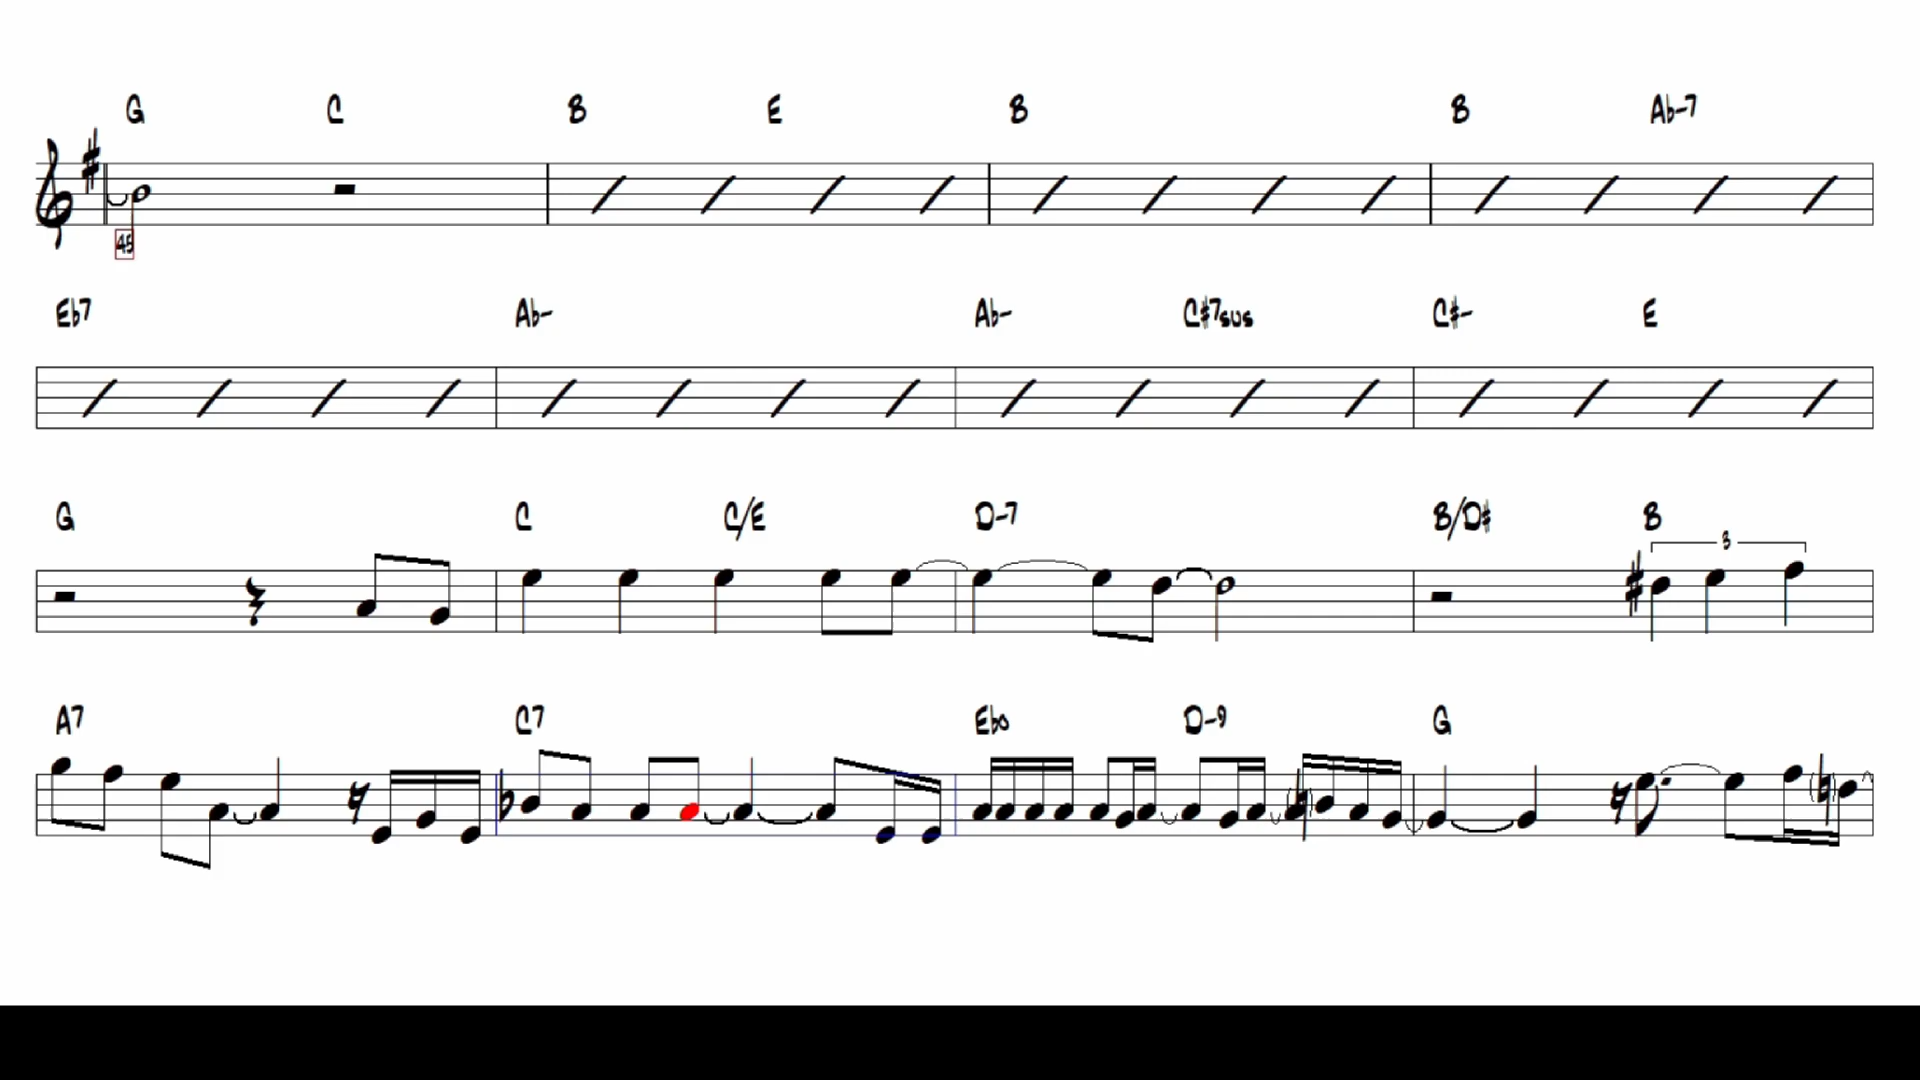 G C B E B B Ab-7
45
Eb7 Ab- Ab- C#7sus C#- E
G C C/E D-7 B/D# B
3
A7 C7 Ebo D-9 G